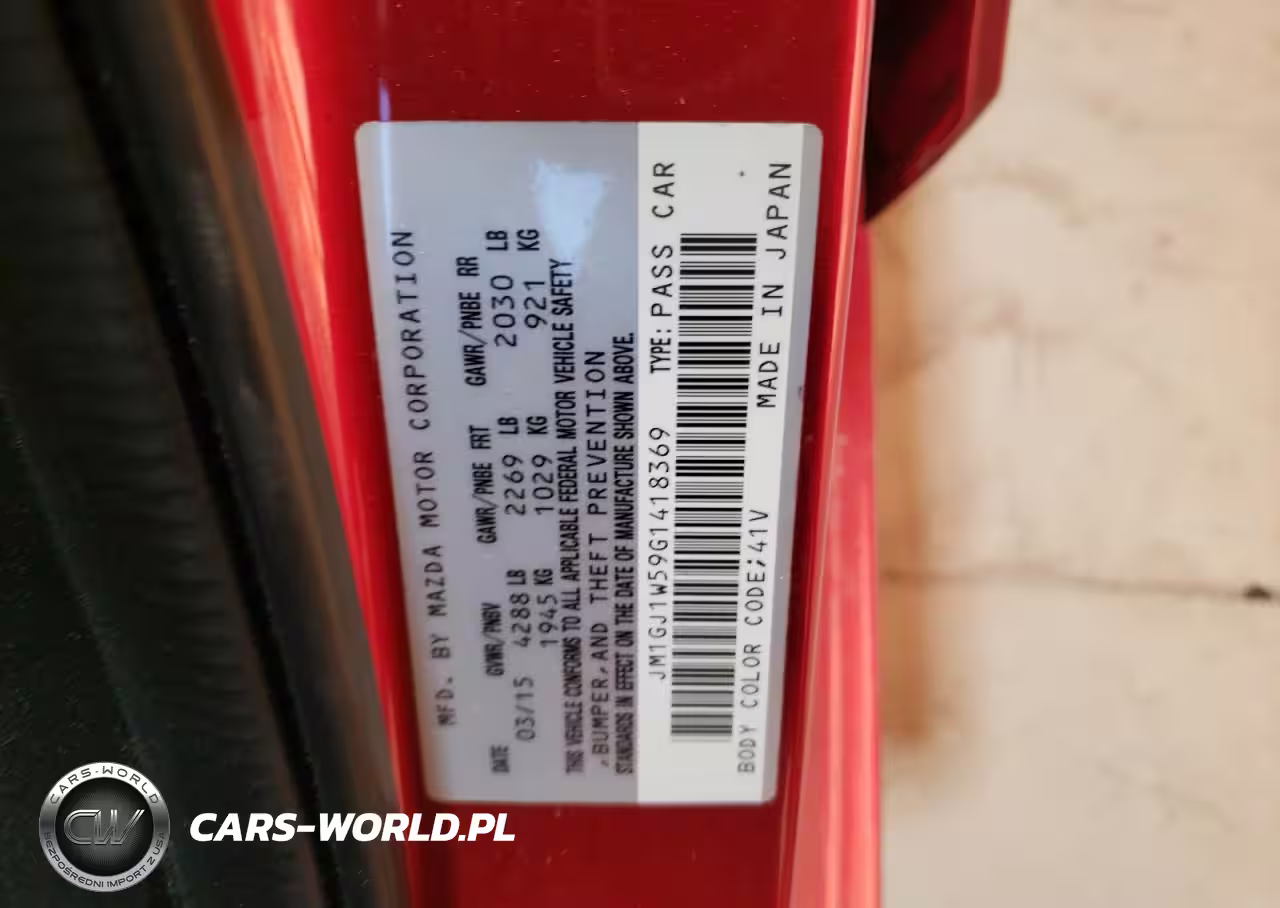 MFD. BY MAZDA MOTOR CORPORATION
DATE GVWR/PNBV GAWR/PNBE FRT GAWR/PNBE RR
03/15 4288 LB 2269 LB 2030 LB
1945 KG 1029 KG 921 KG
THIS VEHICLE CONFORMS TO ALL APPLICABLE FEDERAL MOTOR VEHICLE SAFETY
,BUMPER,AND THEFT PREVENTION
STANDARDS IN EFFECT ON THE DATE OF MANUFACTURE SHOWN ABOVE.
JM1GJ1W59G1418369 TYPE: PASS CAR
BODY COLOR CODE;41V MADE IN JAPAN
CARS-WORLD
CW
BEZPOŚREDNI IMPORT Z USA
CARS-WORLD.PL